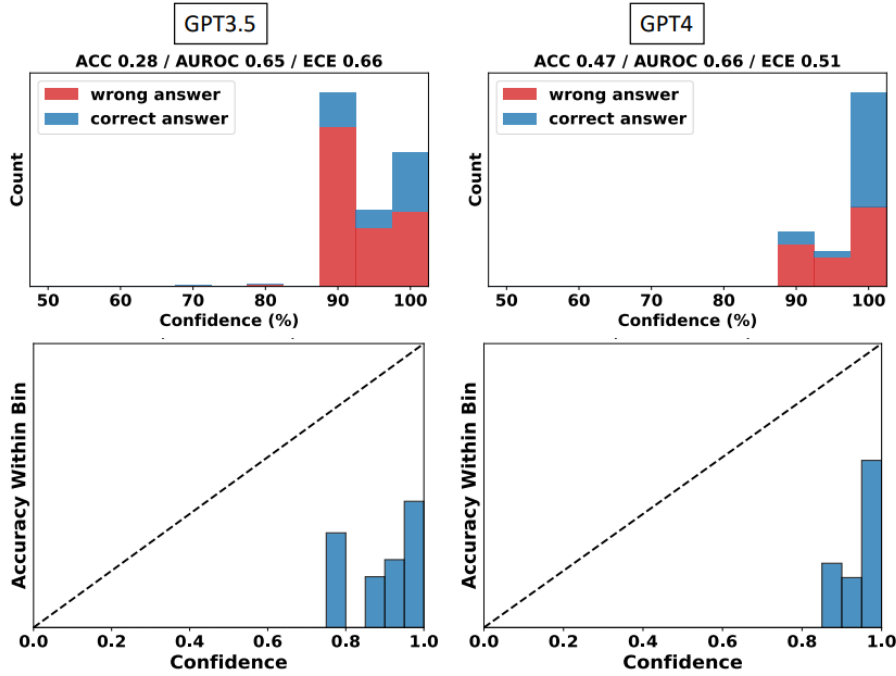 GPT3.5
GPT4
ACC 0.28 / AUROC 0.65 / ECE 0.66
wrong answer
correct answer
Count
50 60 70 80 90 100
Confidence (%)
ACC 0.47 / AUROC 0.66 / ECE 0.51
wrong answer
correct answer
Count
50 60 70 80 90 100
Confidence (%)
Accuracy Within Bin
0.0 0.2 0.4 0.6 0.8 1.0
Confidence
Accuracy Within Bin
0.0 0.2 0.4 0.6 0.8 1.0
Confidence